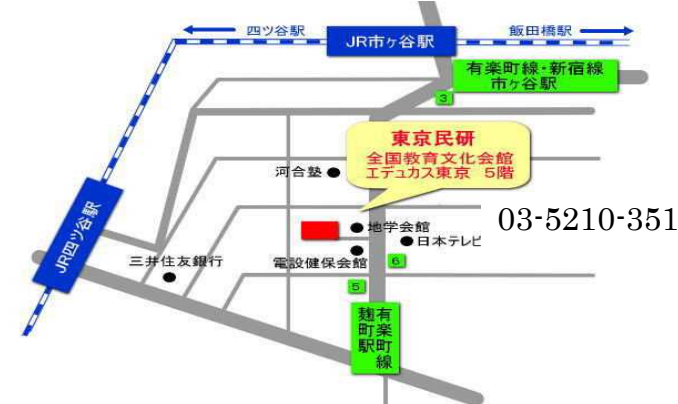 四ツ谷駅
JR市ヶ谷駅
飯田橋駅
有楽町線・新宿線
市ヶ谷駅
3
東京民研
全国教育文化会館
エデュカス東京 5階
河合塾
JR四ツ谷駅
地学会館
日本テレビ
03-5210-351
三井住友銀行
電設健保会館
6
5
有楽町線
麹町駅